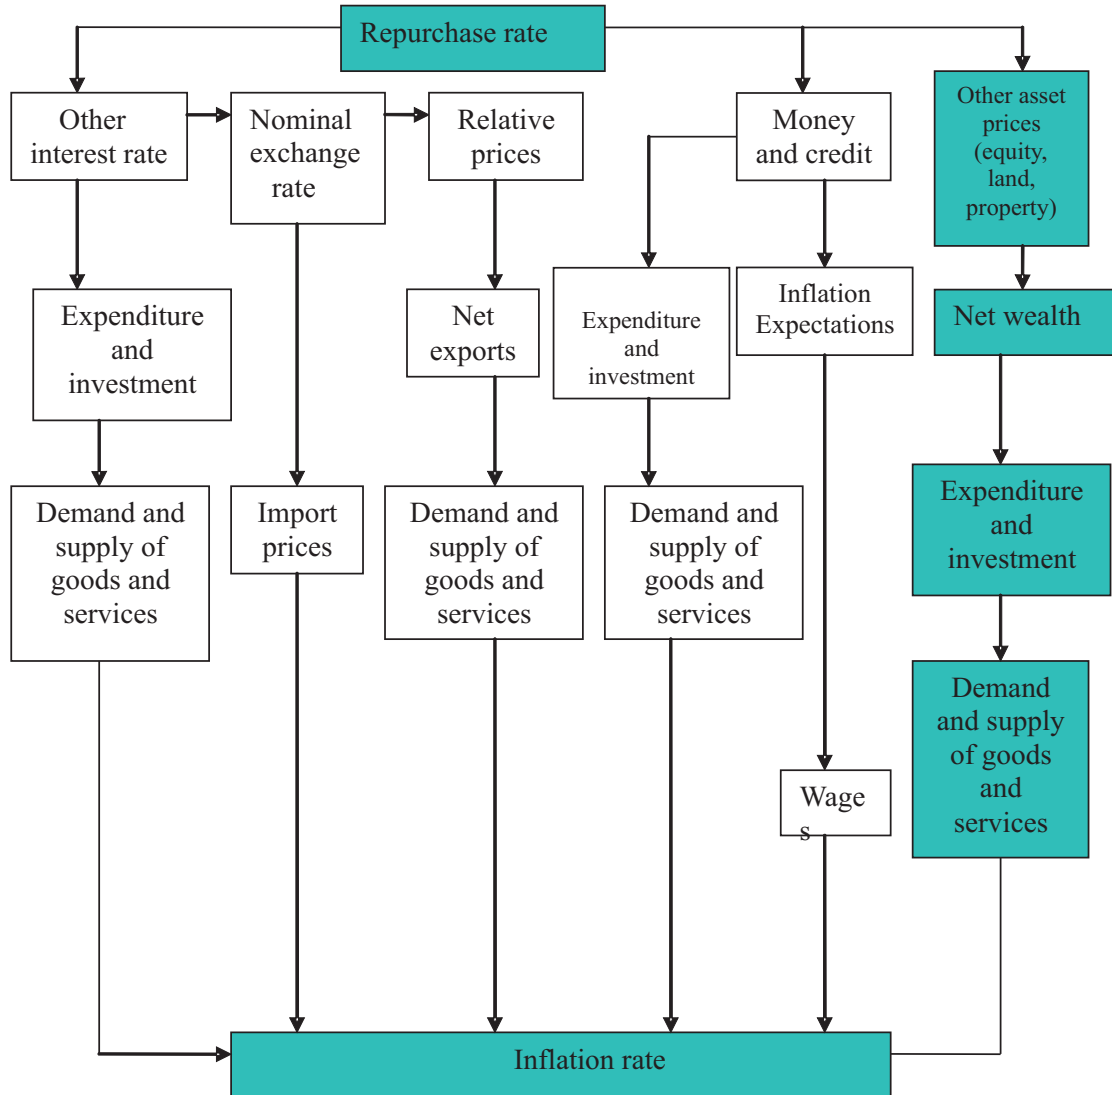 Repurchase rate
Other
interest rate
Nominal
exchange
rate
Relative
prices
Money
and credit
Other asset
prices
(equity,
land,
property)
Expenditure
and
investment
Net
exports
Expenditure
and
investment
Inflation
Expectations
Net wealth
Demand and
supply of
goods and
services
Import
prices
Demand and
supply of
goods and
services
Demand and
supply of
goods and
services
Expenditure
and
investment
Wage
s
Demand
and supply
of goods
and
services
Inflation rate